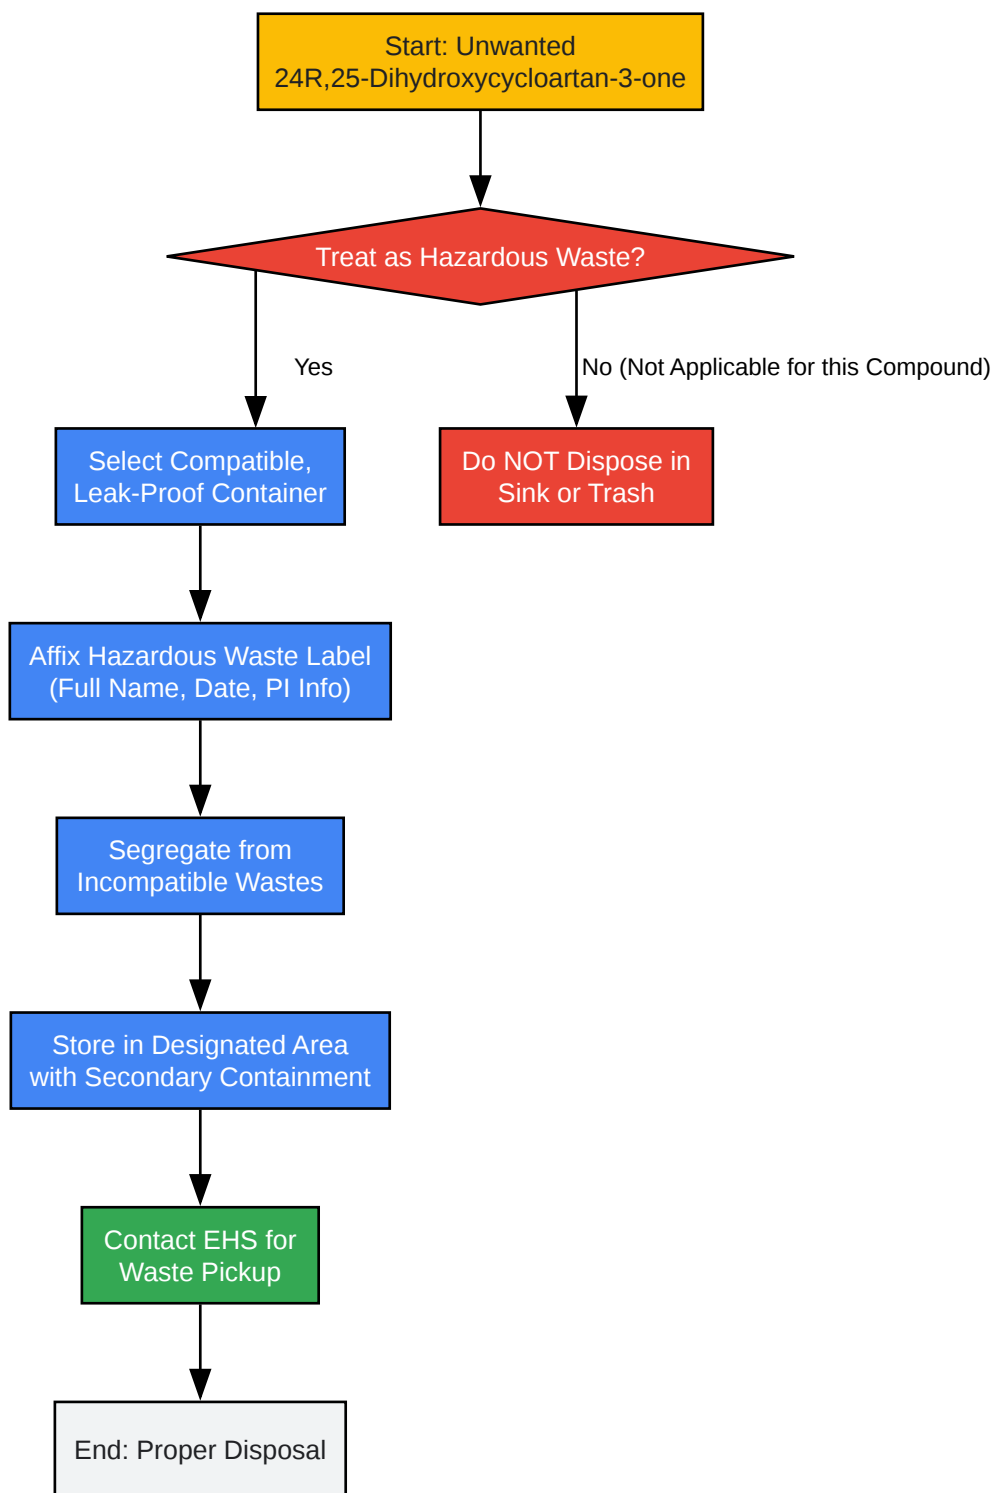 Start: Unwanted
24R,25-Dihydroxycycloartan-3-one
Treat as Hazardous Waste?
Yes
No (Not Applicable for this Compound)
Select Compatible,
Leak-Proof Container
Do NOT Dispose in
Sink or Trash
Affix Hazardous Waste Label
(Full Name, Date, PI Info)
Segregate from
Incompatible Wastes
Store in Designated Area
with Secondary Containment
Contact EHS for
Waste Pickup
End: Proper Disposal